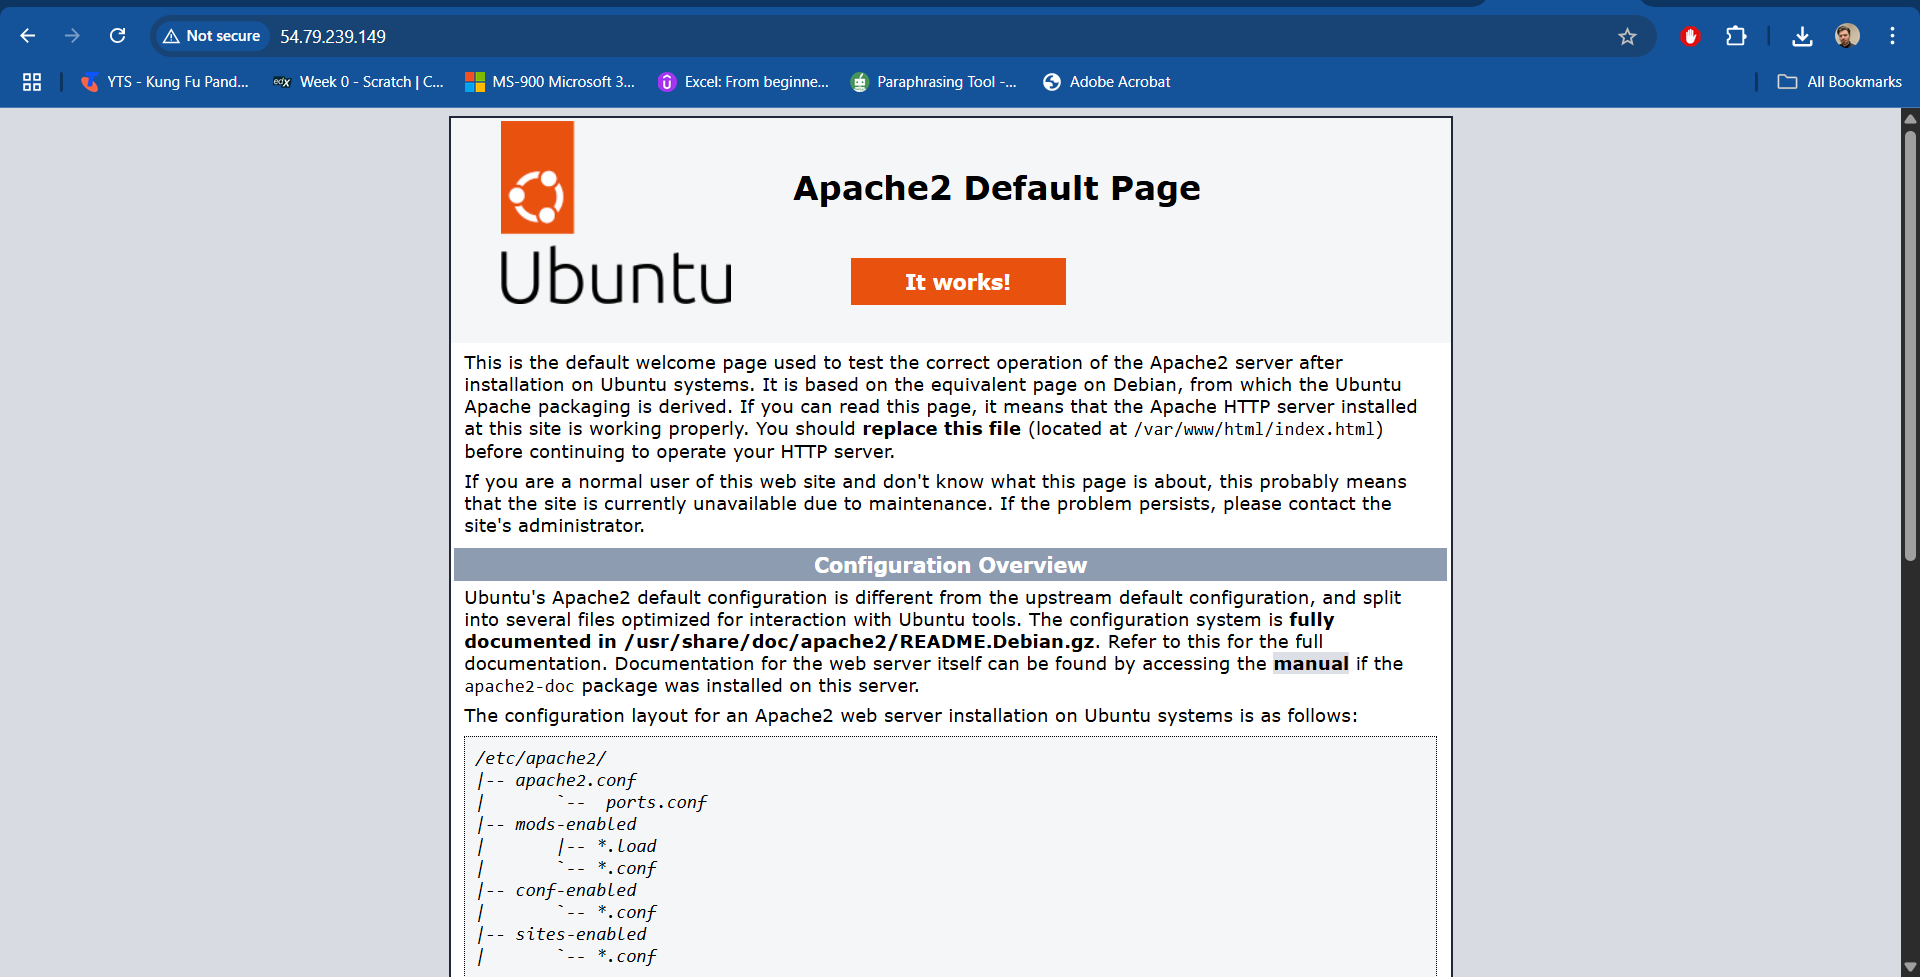 Not secure 54.79.239.149
YTS - Kung Fu Pand...
Week 0 - Scratch | C...
MS-900 Microsoft 3...
Excel: From beginne...
Paraphrasing Tool -...
Adobe Acrobat
All Bookmarks
Ubuntu
Apache2 Default Page
It works!
This is the default welcome page used to test the correct operation of the Apache2 server after
installation on Ubuntu systems. It is based on the equivalent page on Debian, from which the Ubuntu
Apache packaging is derived. If you can read this page, it means that the Apache HTTP server installed
at this site is working properly. You should replace this file (located at /var/www/html/index.html)
before continuing to operate your HTTP server.
If you are a normal user of this web site and don't know what this page is about, this probably means
that the site is currently unavailable due to maintenance. If the problem persists, please contact the
site's administrator.
Configuration Overview
Ubuntu's Apache2 default configuration is different from the upstream default configuration, and split
into several files optimized for interaction with Ubuntu tools. The configuration system is fully
documented in /usr/share/doc/apache2/README.Debian.gz. Refer to this for the full
documentation. Documentation for the web server itself can be found by accessing the manual if the
apache2-doc package was installed on this server.
The configuration layout for an Apache2 web server installation on Ubuntu systems is as follows:
/etc/apache2/
|-- apache2.conf
|       `--  ports.conf
|-- mods-enabled
|       |-- *.load
|       `-- *.conf
|-- conf-enabled
|       `-- *.conf
|-- sites-enabled
|       `-- *.conf